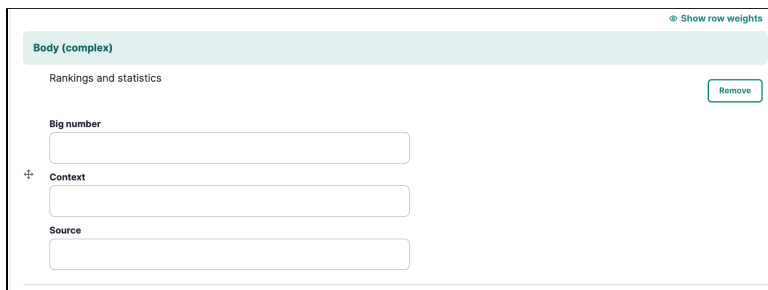 Show row weights
Body (complex)
Rankings and statistics
Remove
Big number
Context
Source